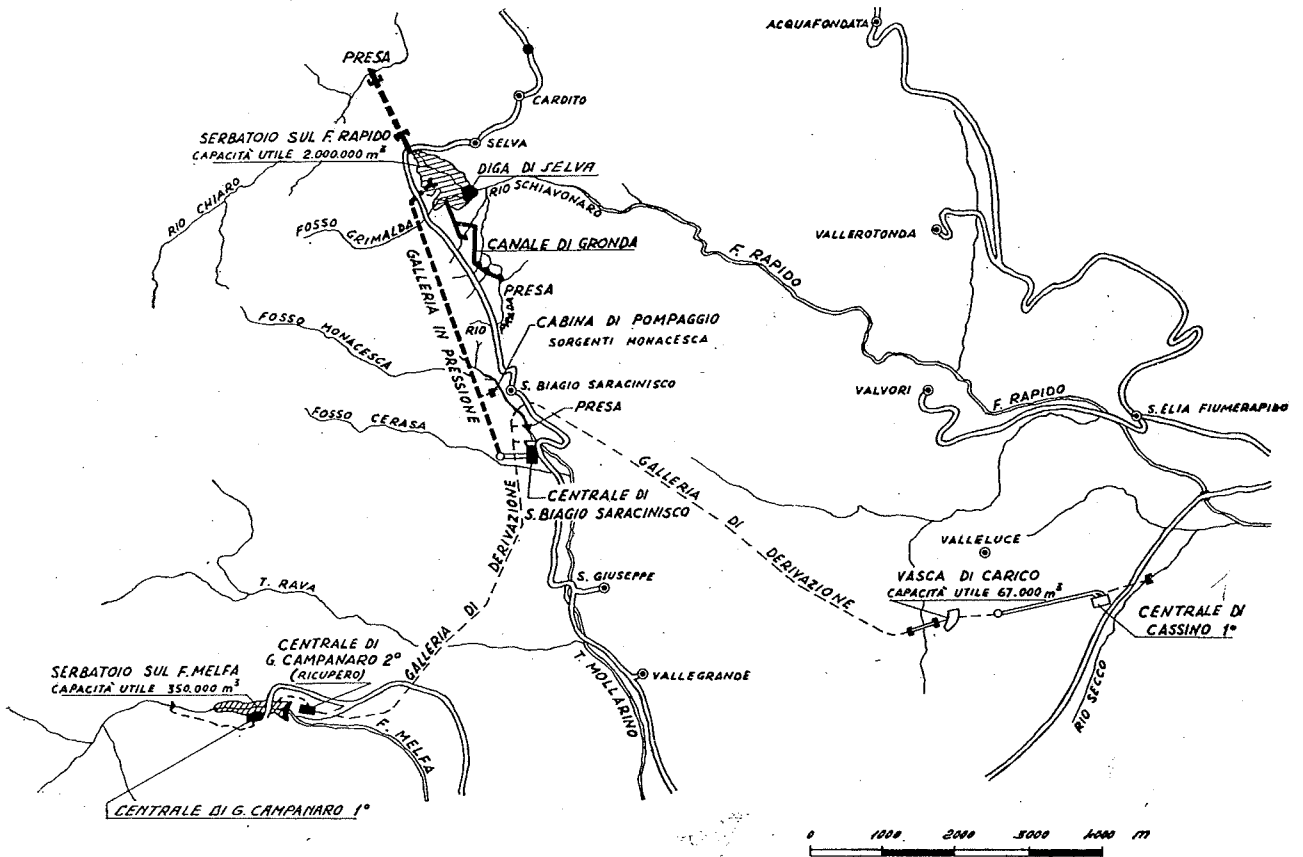 ACQUAFONDATA
PRESA
CARDITO
SERBATOIO SUL F. RAPIDO
CAPACITÀ UTILE 2.000.000 m³
SELVA
DIGA DI SELVA
RIO SCHIAVONARO
RIO CHIARO
FOSSO GRIMALDA
CANALE DI GRONDA
VALLEROTONDA
F. RAPIDO
GALLERIA IN PRESSIONE
PRESA
FOSSO MONACESCA
RIO
CABINA DI POMPAGGIO
SORGENTI MONACESCA
S. BIAGIO SARACINISCO
VALVORI
F. RAPIDO
S. ELIA FIUMERAPIDO
PRESA
FOSSO CERASA
GALLERIA DI DERIVAZIONE
CENTRALE DI
S. BIAGIO SARACINISCO
VALLELUCE
VASCA DI CARICO
CAPACITÀ UTILE 67.000 m³
S. GIUSEPPE
T. RAVA
CENTRALE DI
CASSINO 1°
GALLERIA DI DERIVAZIONE
CENTRALE DI
G. CAMPANARO 2°
(RICUPERO)
SERBATOIO SUL F. MELFA
CAPACITÀ UTILE 350.000 m³
VALLEGRANDE
T. MOLLARINO
RIO SECCO
F. MELFA
CENTRALE DI G. CAMPANARO 1°
0 1000 2000 3000 4000 m